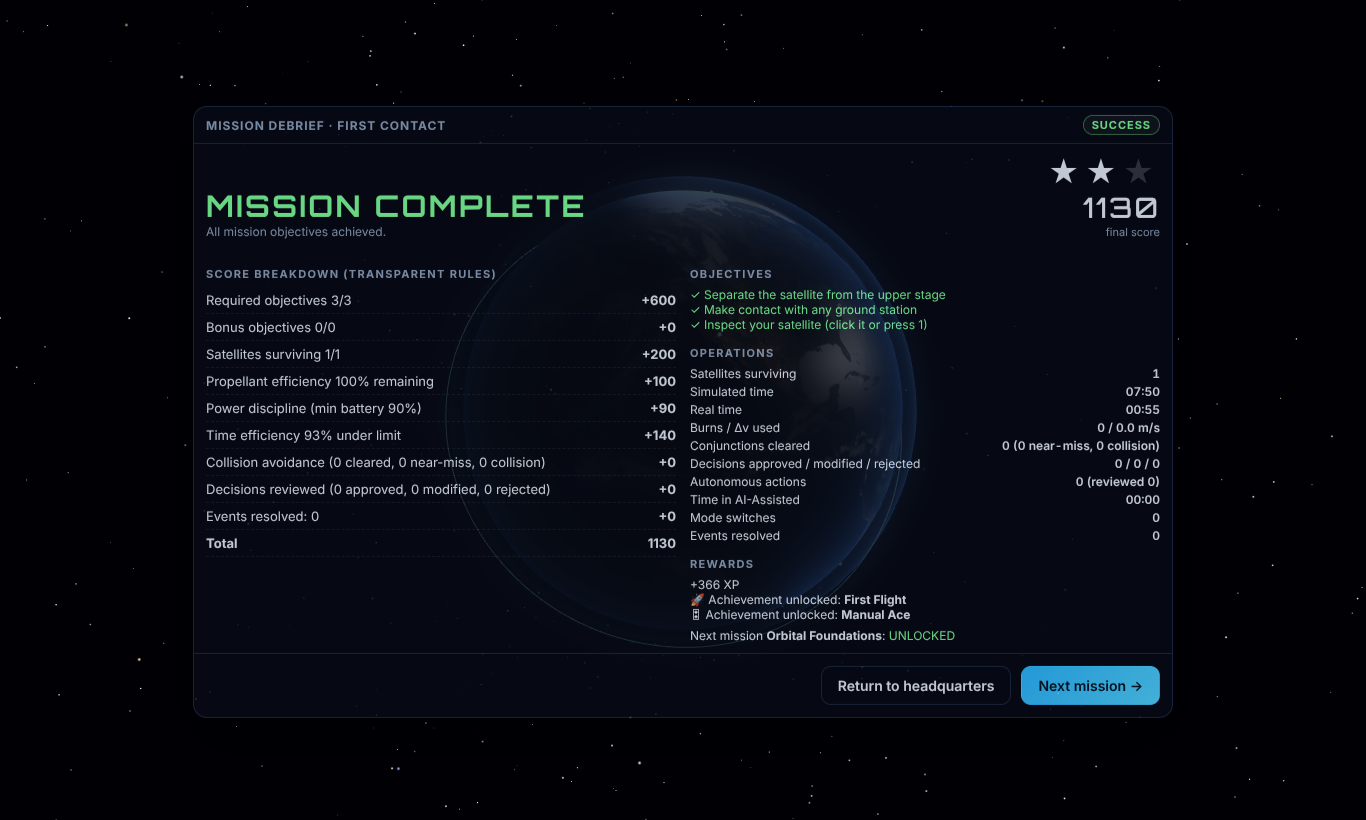 MISSION DEBRIEF · FIRST CONTACT
SUCCESS
★ ★ ★
MISSION COMPLETE
1130
All mission objectives achieved.
final score
SCORE BREAKDOWN (TRANSPARENT RULES)
Required objectives 3/3 +600
Bonus objectives 0/0 +0
Satellites surviving 1/1 +200
Propellant efficiency 100% remaining +100
Power discipline (min battery 90%) +90
Time efficiency 93% under limit +140
Collision avoidance (0 cleared, 0 near-miss, 0 collision) +0
Decisions reviewed (0 approved, 0 modified, 0 rejected) +0
Events resolved: 0 +0
Total 1130
OBJECTIVES
✓ Separate the satellite from the upper stage
✓ Make contact with any ground station
✓ Inspect your satellite (click it or press 1)
OPERATIONS
Satellites surviving 1
Simulated time 07:50
Real time 00:55
Burns / Δv used 0 / 0.0 m/s
Conjunctions cleared 0 (0 near-miss, 0 collision)
Decisions approved / modified / rejected 0 / 0 / 0
Autonomous actions 0 (reviewed 0)
Time in AI-Assisted 00:00
Mode switches 0
Events resolved 0
REWARDS
+366 XP
🚀 Achievement unlocked: First Flight
🎛 Achievement unlocked: Manual Ace
Next mission Orbital Foundations: UNLOCKED
Return to headquarters
Next mission →